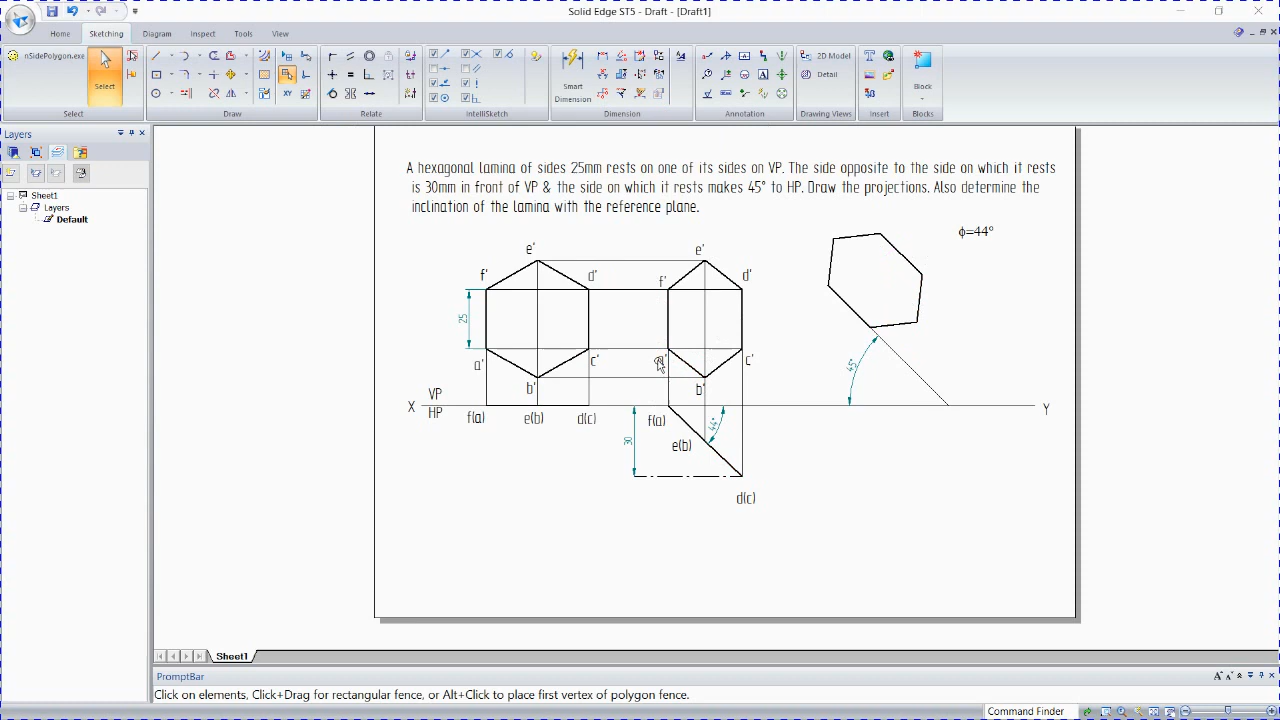 Solid Edge ST5 - Draft - [Draft1]
Home Sketching Diagram Inspect Tools View
nSidePolygon.exe
Select
Smart Dimension
2D Model
Detail
Block
Select Draw Relate IntelliSketch Dimension Annotation Drawing Views Insert Blocks
Layers
Sheet1
Layers
Default
A hexagonal lamina of sides 25mm rests on one of its sides on VP. The side opposite to the side on which it rests
is 30mm in front of VP & the side on which it rests makes 45° to HP. Draw the projections. Also determine the
inclination of the lamina with the reference plane.
ϕ=44°
e' e'
f' d' f' d'
25
a' c' a' c'
b' b'
45°
VP
X HP Y
f(a) e(b) d(c) f(a)
44°
30
e(b)
d(c)
Sheet1
PromptBar
Click on elements, Click+Drag for rectangular fence, or Alt+Click to place first vertex of polygon fence.
Command Finder